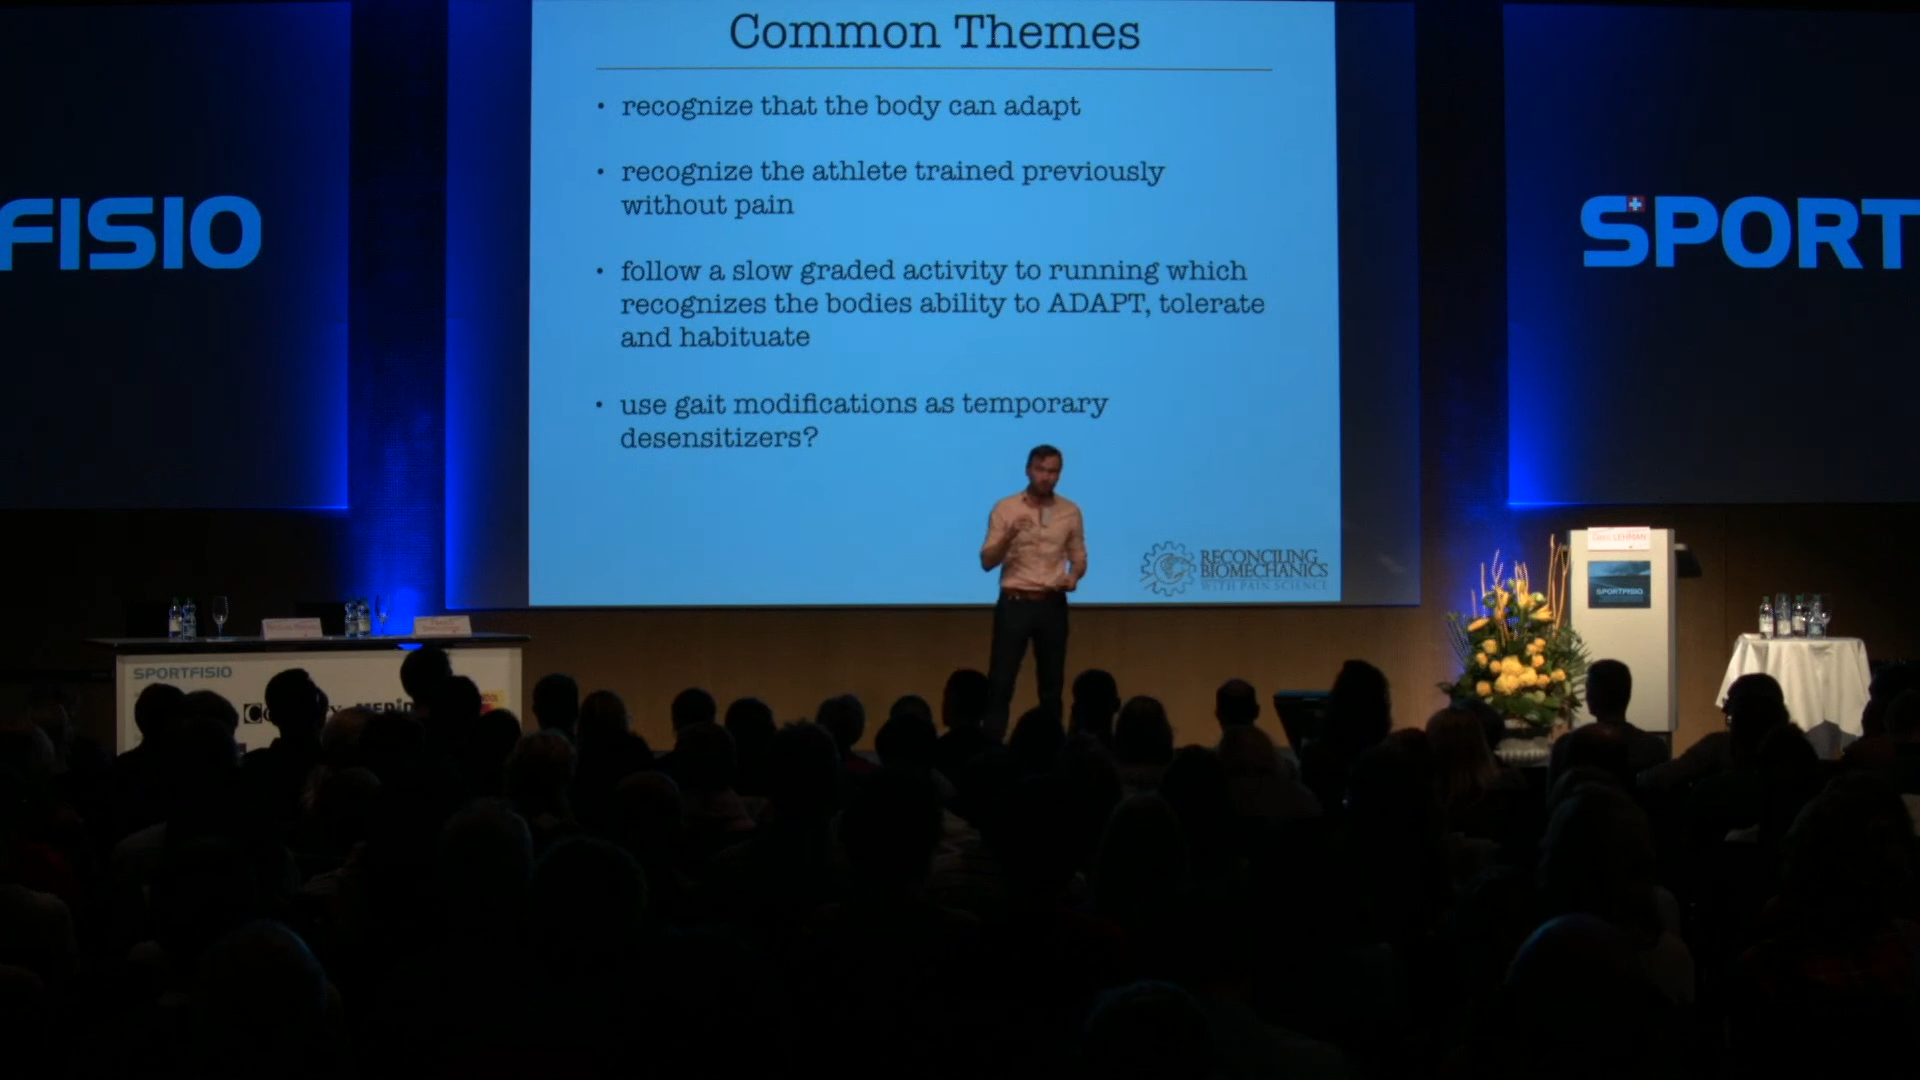 Common Themes
• recognize that the body can adapt
• recognize the athlete trained previously
without pain
• follow a slow graded activity to running which
recognizes the bodies ability to ADAPT, tolerate
and habituate
• use gait modifications as temporary
desensitizers?
RECONCILING
BIOMECHANICS
WITH PAIN SCIENCE
FISIO
SPORT
LEHMAN
SPORTFISIO
SPORTFISIO